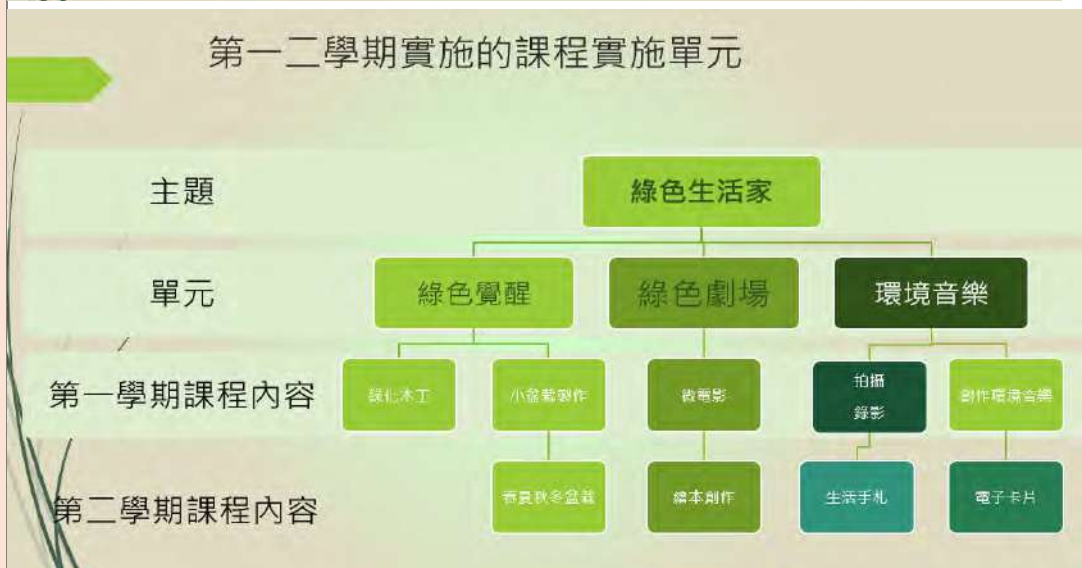 第一二學期實施的課程實施單元
主題
綠色生活家
單元
綠色覺醒
綠色劇場
環境音樂
第一學期課程內容
綠化木工
小盆栽製作
微電影
拍攝
錄影
創作環境音樂
第二學期課程內容
春夏秋冬盆栽
繪本創作
生活手札
電子卡片